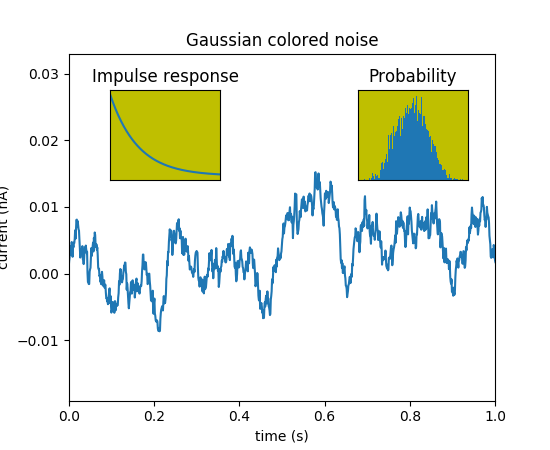 Gaussian colored noise
Impulse response
Probability
0.03
0.02
0.01
0.00
−0.01
current (nA)
0.0 0.2 0.4 0.6 0.8 1.0
time (s)